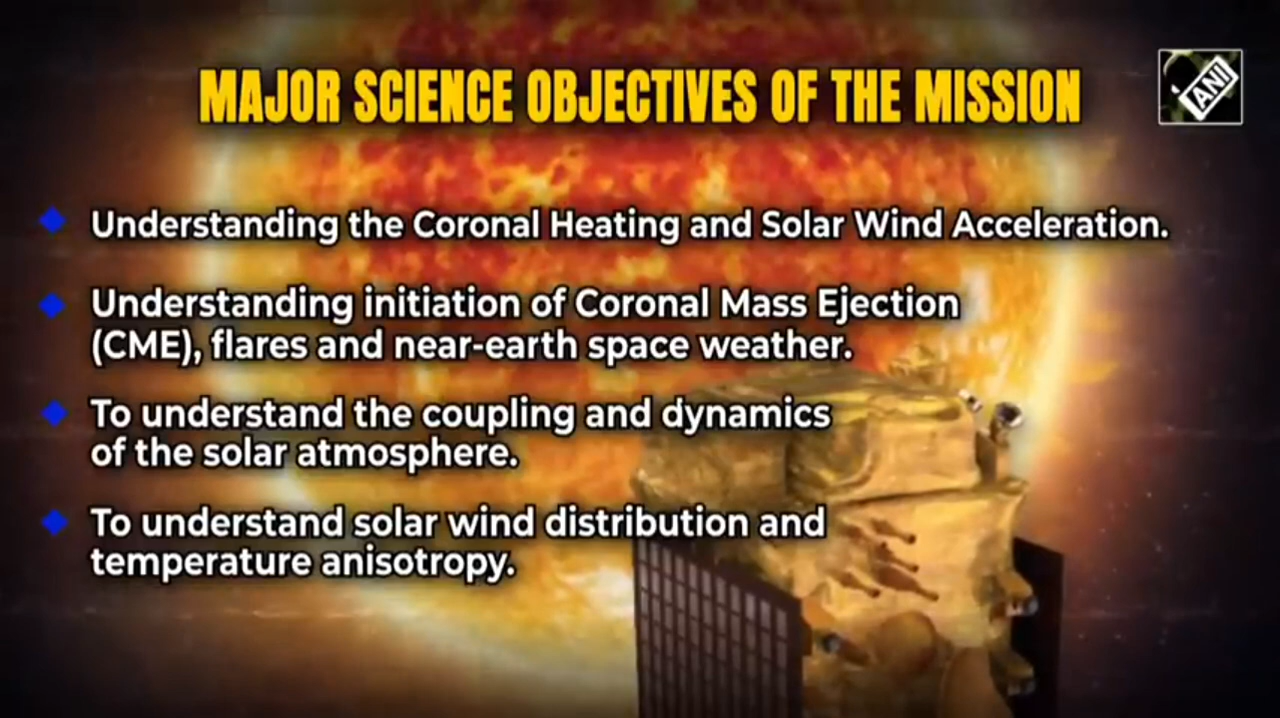 MAJOR SCIENCE OBJECTIVES OF THE MISSION
ANI
Understanding the Coronal Heating and Solar Wind Acceleration.
Understanding initiation of Coronal Mass Ejection
(CME), flares and near-earth space weather.
To understand the coupling and dynamics
of the solar atmosphere.
To understand solar wind distribution and
temperature anisotropy.